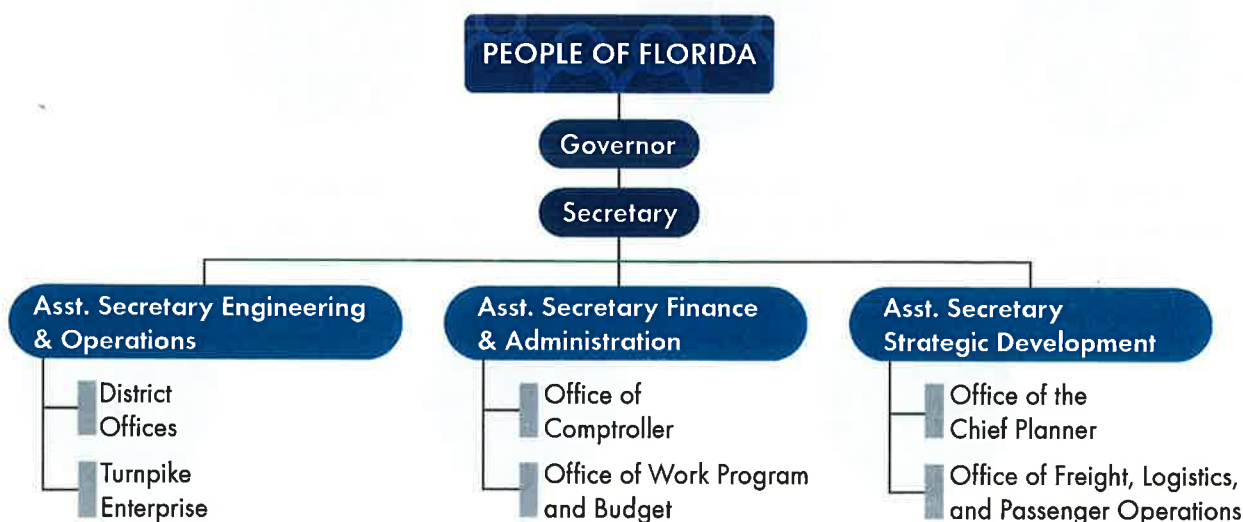 PEOPLE OF FLORIDA
Governor
Secretary
Asst. Secretary Engineering
& Operations
District
Offices
Turnpike
Enterprise
Asst. Secretary Finance
& Administration
Office of
Comptroller
Office of Work Program
and Budget
Asst. Secretary
Strategic Development
Office of the
Chief Planner
Office of Freight, Logistics,
and Passenger Operations